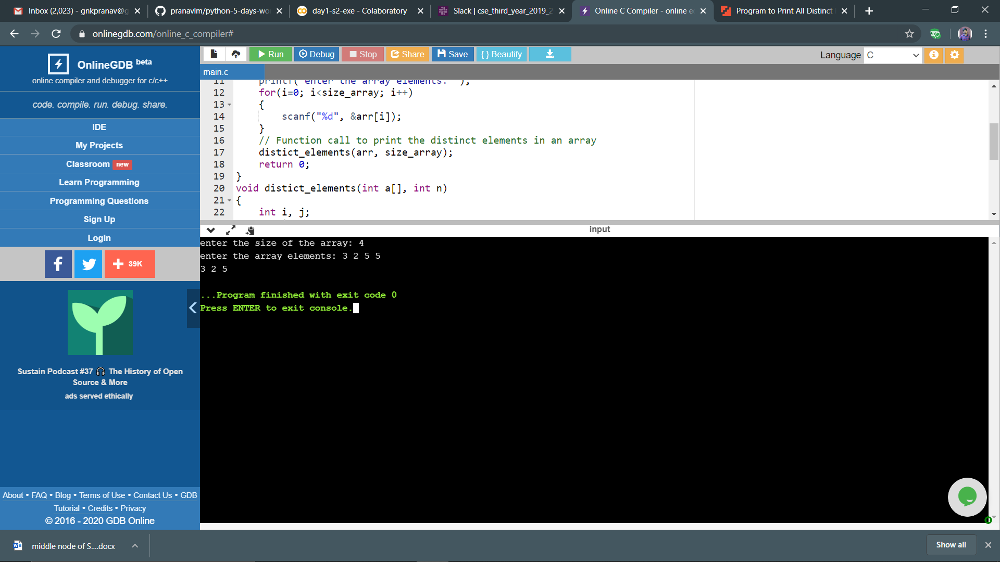 Inbox (2,023) - gnkpranav@g
pranavlm/python-5-days-wo
day1-s2-exe - Colaboratory
Slack | cse_third_year_2019_2
Online C Compiler - online e
Program to Print All Distinct
onlinegdb.com/online_c_compiler#
OnlineGDB beta
online compiler and debugger for c/c++
code. compile. run. debug. share.
IDE
My Projects
Classroom new
Learn Programming
Programming Questions
Sign Up
Login
39K
Sustain Podcast #37 🎧 The History of Open
Source & More
ads served ethically
About • FAQ • Blog • Terms of Use • Contact Us • GDB
Tutorial • Credits • Privacy
© 2016 - 2020 GDB Online
Run Debug Stop Share Save { } Beautify
Language C
main.c
11 printf("enter the array elements: ");
12 for(i=0; i<size_array; i++)
13 {
14 scanf("%d", &arr[i]);
15 }
16 // Function call to print the distinct elements in an array
17 distict_elements(arr, size_array);
18 return 0;
19 }
20 void distict_elements(int a[], int n)
21 {
22 int i, j;
input
enter the size of the array: 4
enter the array elements: 3 2 5 5
3 2 5
...Program finished with exit code 0
Press ENTER to exit console.
middle node of S....docx
Show all